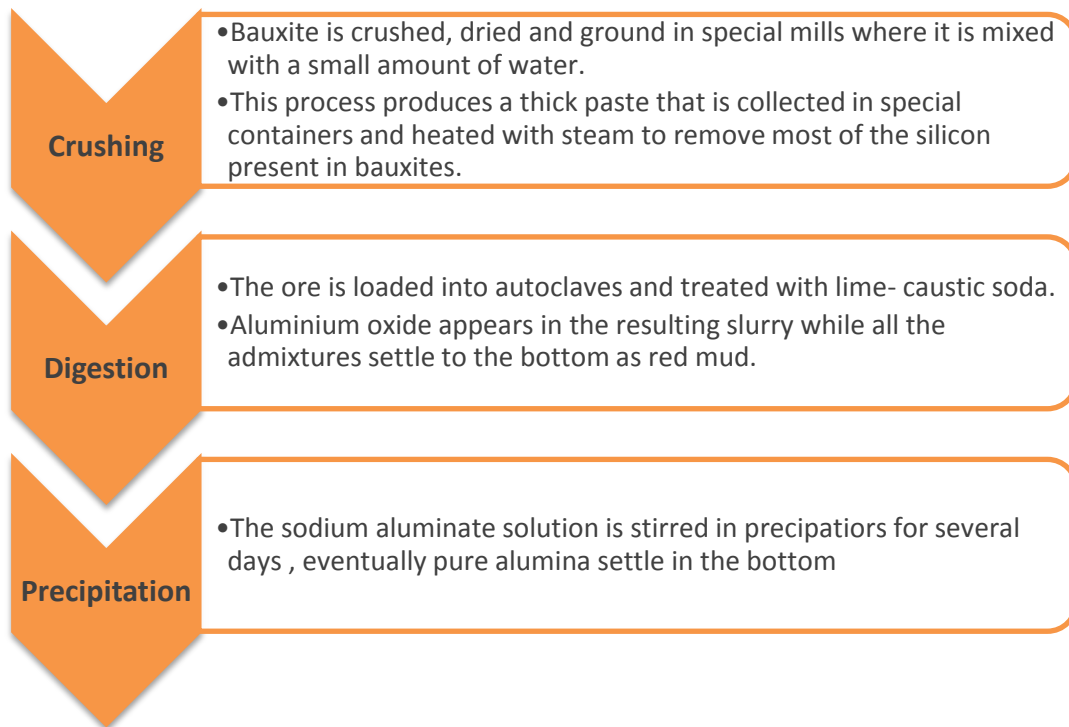 Crushing
•Bauxite is crushed, dried and ground in special mills where it is mixed
with a small amount of water.
•This process produces a thick paste that is collected in special
containers and heated with steam to remove most of the silicon
present in bauxites.
Digestion
•The ore is loaded into autoclaves and treated with lime- caustic soda.
•Aluminium oxide appears in the resulting slurry while all the
admixtures settle to the bottom as red mud.
Precipitation
•The sodium aluminate solution is stirred in precipatiors for several
days , eventually pure alumina settle in the bottom